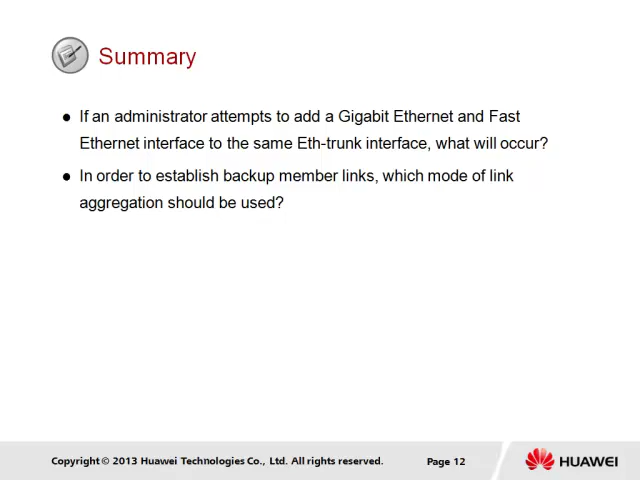 Summary
● If an administrator attempts to add a Gigabit Ethernet and Fast
Ethernet interface to the same Eth-trunk interface, what will occur?
● In order to establish backup member links, which mode of link
aggregation should be used?
Copyright © 2013 Huawei Technologies Co., Ltd. All rights reserved.
Page 12
HUAWEI